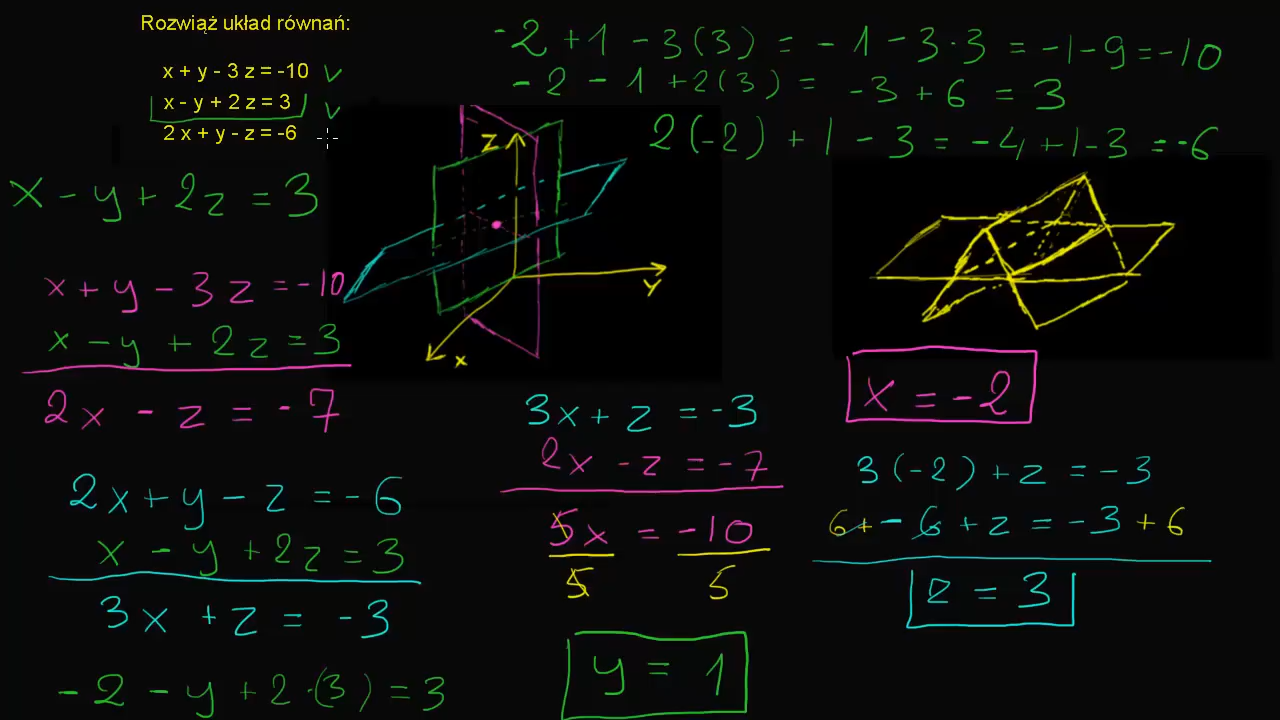 Rozwiąż układ równań:
x + y - 3 z = -10 √
x - y + 2 z = 3 √
2 x + y - z = -6
-2 + 1 - 3(3) = -1 - 3·3 = -1-9=-10
-2 - 1 +2(3) = -3 + 6 = 3
2(-2) + 1 - 3 = -4+1-3 =-6
x - y + 2z = 3
x + y - 3z = -10
x - y + 2z = 3
2x - z = -7
2x + y - z = -6
x - y + 2z = 3
3x + z = -3
-2 - y + 2·(3) = 3
z
y
x
3x + z = -3
2x - z = -7
5x = -10
5 5
y = 1
x = -2
3(-2) + z = -3
6+ -6 + z = -3 + 6
z = 3